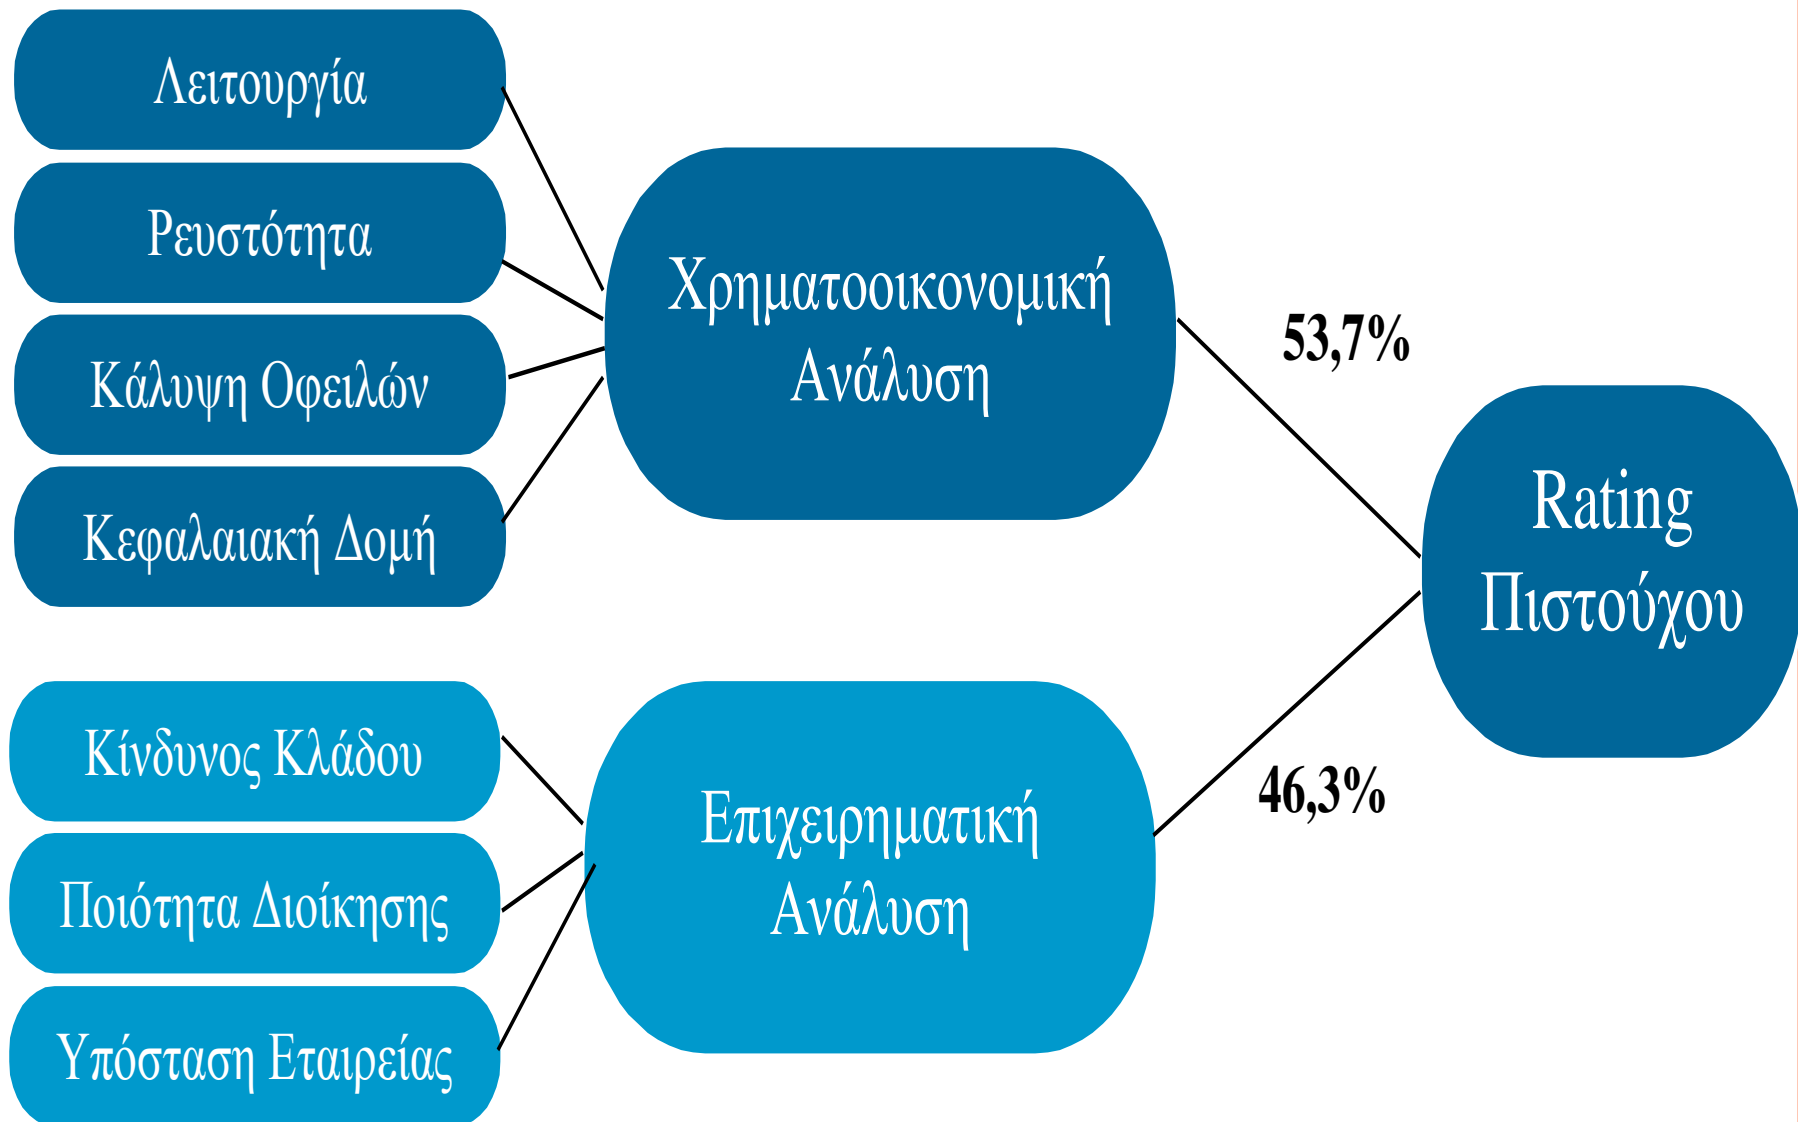 Λειτουργία
Ρευστότητα
Κάλυψη Οφειλών
Κεφαλαιακή Δομή
Χρηματοοικονομική
Ανάλυση
53,7%
Rating
Πιστούχου
46,3%
Κίνδυνος Κλάδου
Ποιότητα Διοίκησης
Υπόσταση Εταιρείας
Επιχειρηματική
Ανάλυση